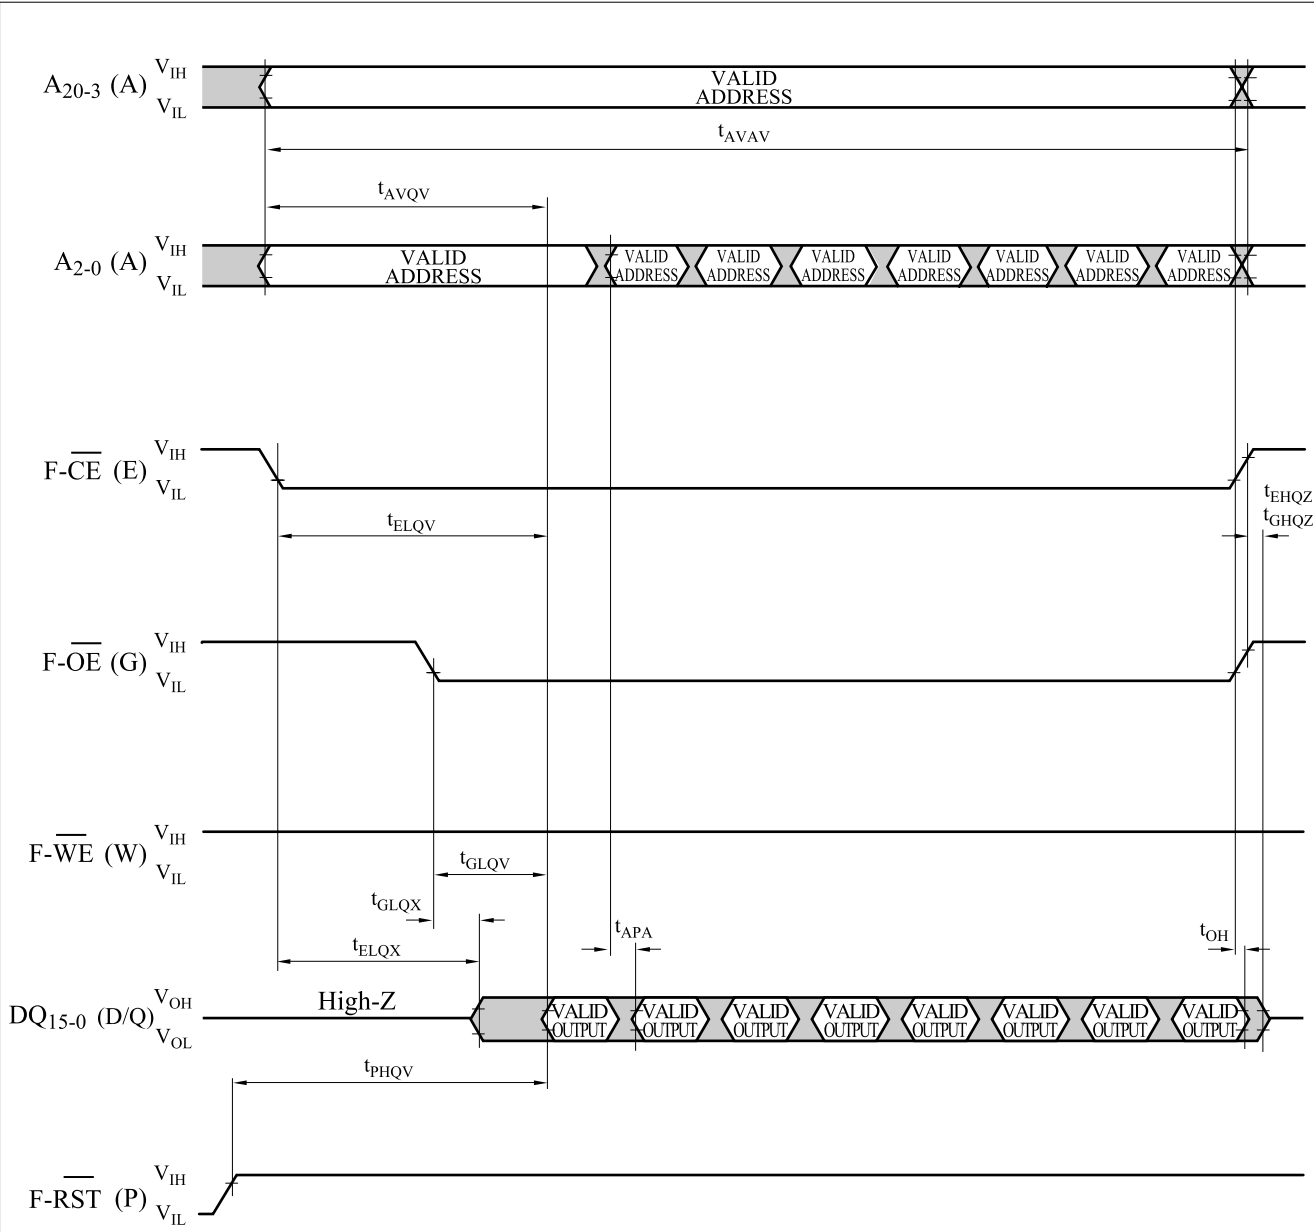 A20-3 (A) VIH VIL
VALID
ADDRESS
tAVAV
tAVQV
A2-0 (A) VIH VIL
VALID VALID VALID VALID VALID VALID VALID VALID
ADDRESS ADDRESS ADDRESS ADDRESS ADDRESS ADDRESS ADDRESS ADDRESS
F-CE (E) VIH VIL
tEHQZ
tGHQZ
tELQV
F-OE (G) VIH VIL
F-WE (W) VIH VIL
tGLQV
tGLQX
tAPA
tOH
tELQX
High-Z
DQ15-0 (D/Q) VOH VOL
VALID VALID VALID VALID VALID VALID VALID VALID
OUTPUT OUTPUT OUTPUT OUTPUT OUTPUT OUTPUT OUTPUT OUTPUT
tPHQV
F-RST (P) VIH VIL